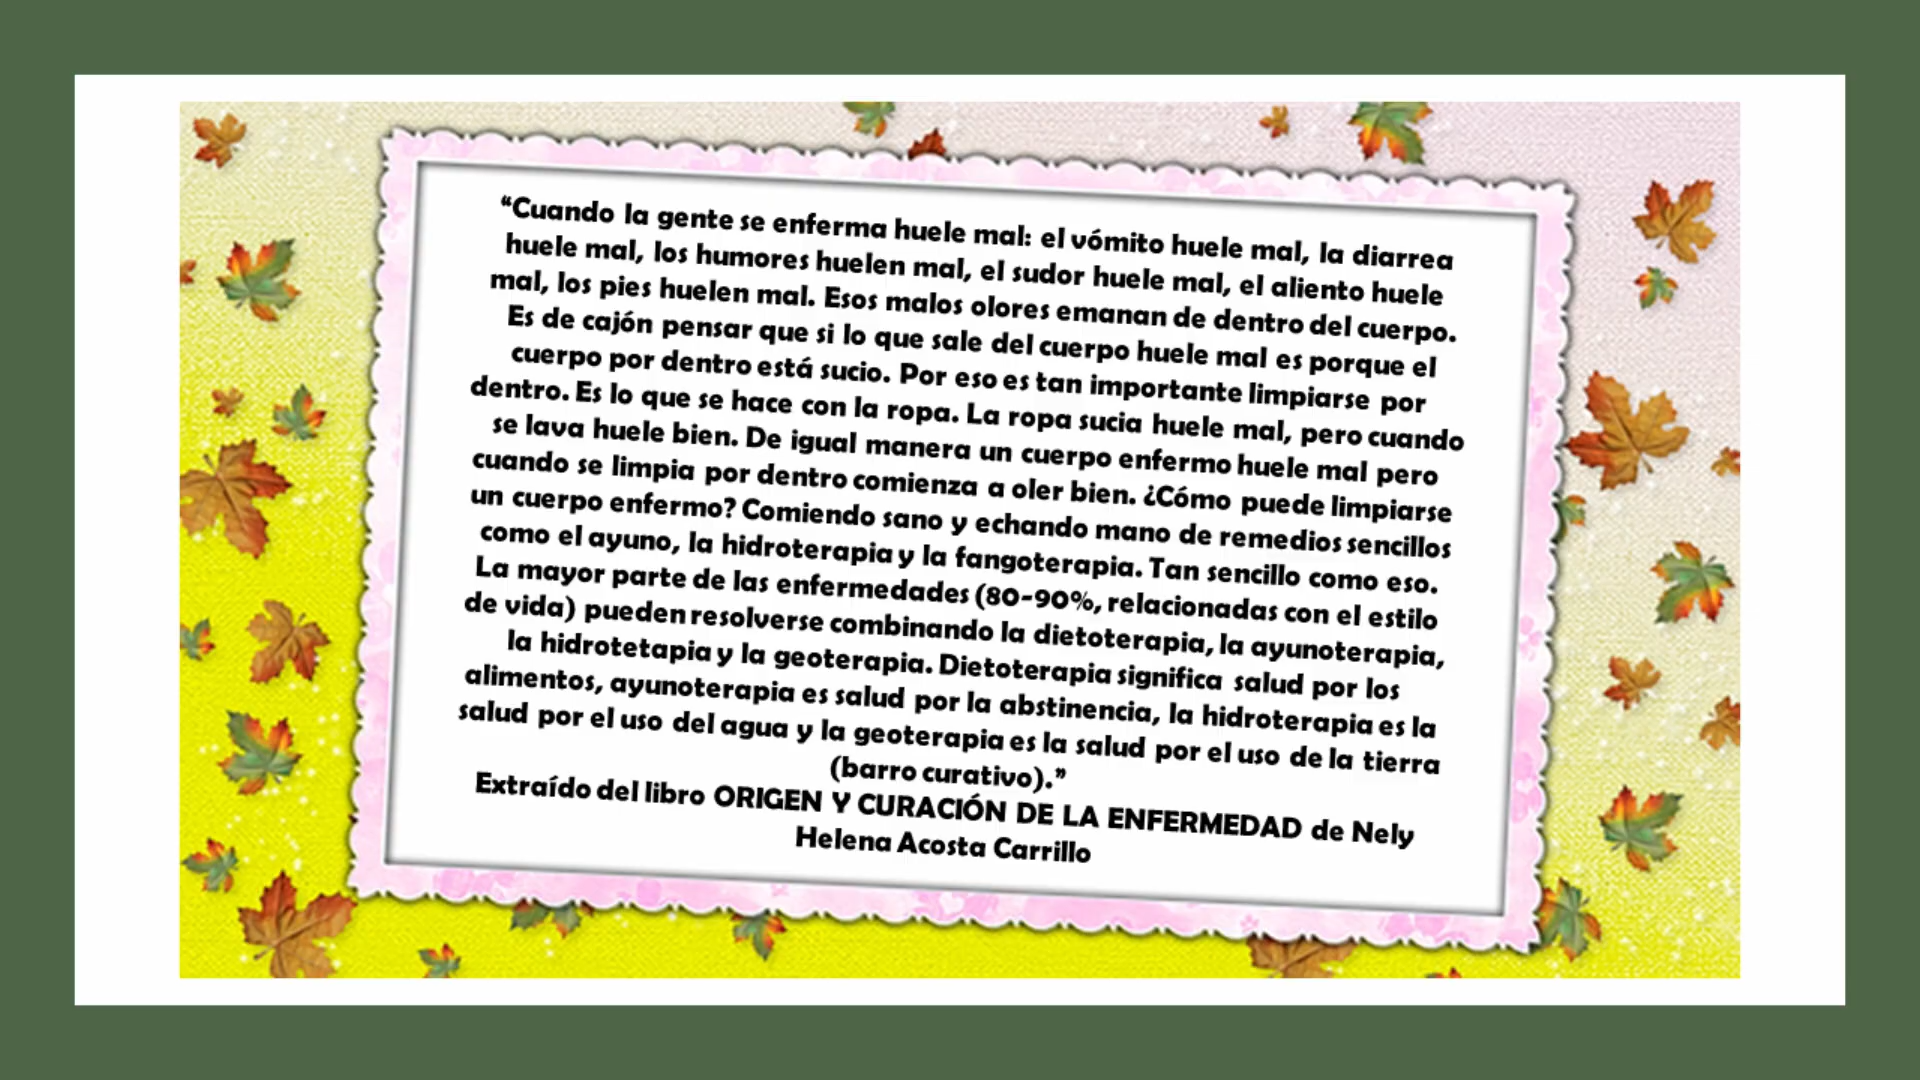 “Cuando la gente se enferma huele mal: el vómito huele mal, la diarrea
huele mal, los humores huelen mal, el sudor huele mal, el aliento huele
mal, los pies huelen mal. Esos malos olores emanan de dentro del cuerpo.
Es de cajón pensar que si lo que sale del cuerpo huele mal es porque el
cuerpo por dentro está sucio. Por eso es tan importante limpiarse por
dentro. Es lo que se hace con la ropa. La ropa sucia huele mal, pero cuando
se lava huele bien. De igual manera un cuerpo enfermo huele mal pero
cuando se limpia por dentro comienza a oler bien. ¿Cómo puede limpiarse
un cuerpo enfermo? Comiendo sano y echando mano de remedios sencillos
como el ayuno, la hidroterapia y la fangoterapia. Tan sencillo como eso.
La mayor parte de las enfermedades (80-90%, relacionadas con el estilo
de vida) pueden resolverse combinando la dietoterapia, la ayunoterapia,
la hidrotetapia y la geoterapia. Dietoterapia significa salud por los
alimentos, ayunoterapia es salud por la abstinencia, la hidroterapia es la
salud por el uso del agua y la geoterapia es la salud por el uso de la tierra
(barro curativo).”
Extraído del libro ORIGEN Y CURACIÓN DE LA ENFERMEDAD de Nely
Helena Acosta Carrillo